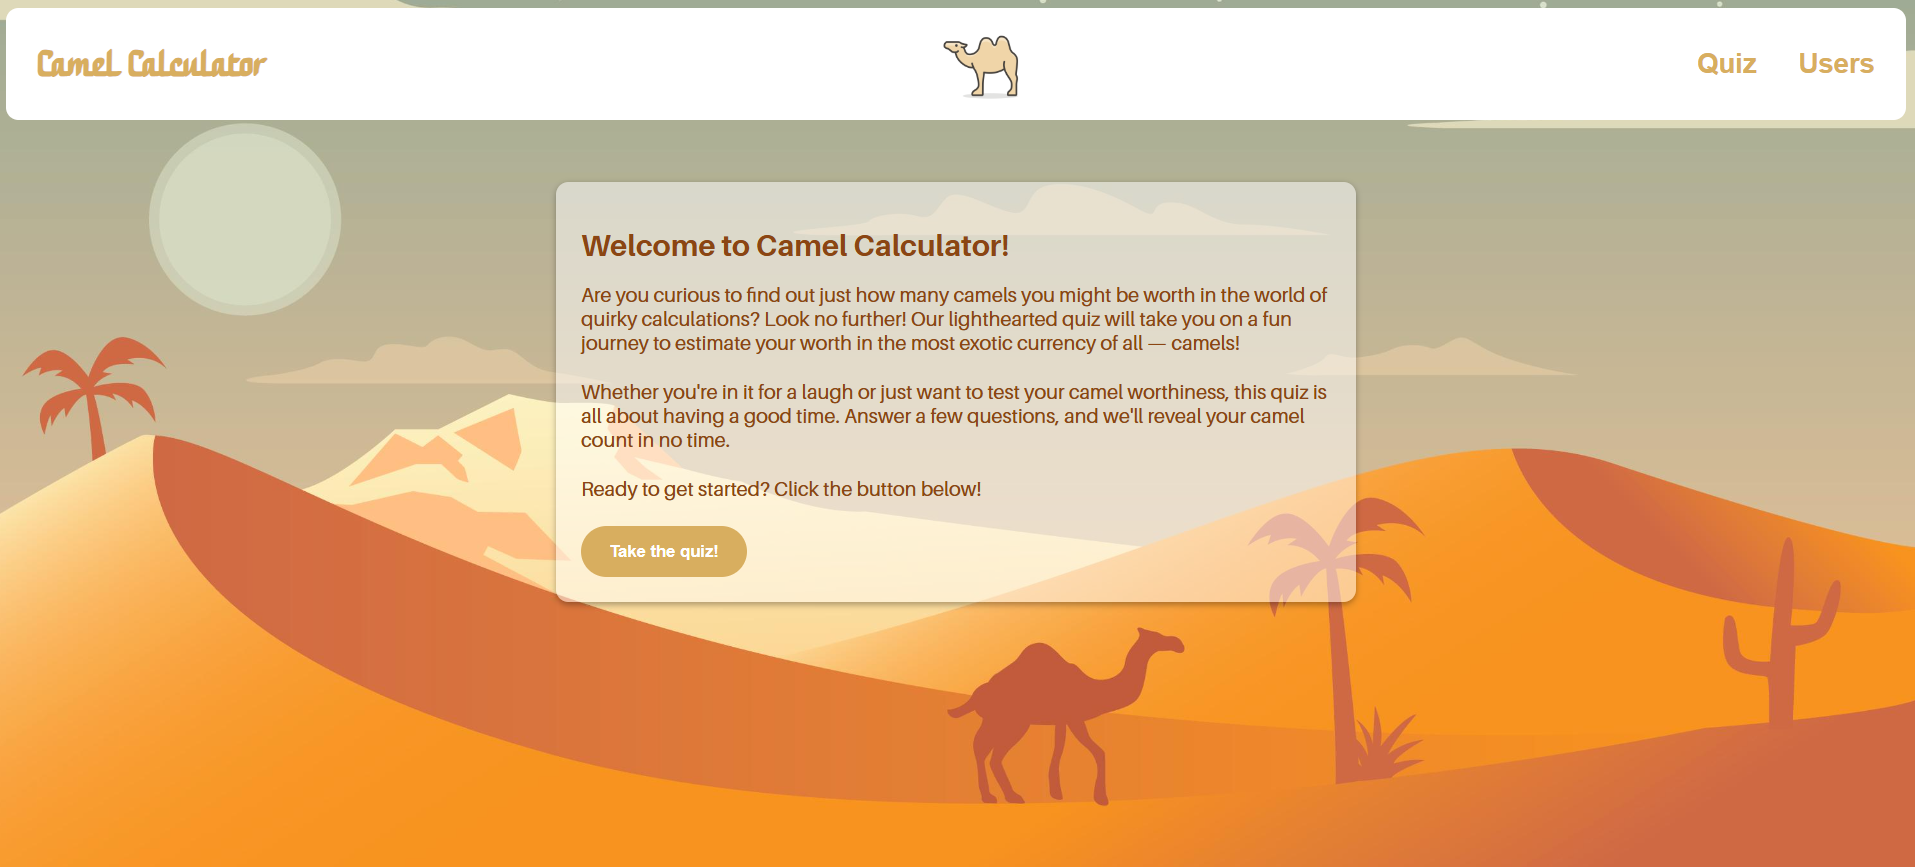 Camel Calculator
Quiz
Users
Welcome to Camel Calculator!
Are you curious to find out just how many camels you might be worth in the world of
quirky calculations? Look no further! Our lighthearted quiz will take you on a fun
journey to estimate your worth in the most exotic currency of all — camels!
Whether you're in it for a laugh or just want to test your camel worthiness, this quiz is
all about having a good time. Answer a few questions, and we'll reveal your camel
count in no time.
Ready to get started? Click the button below!
Take the quiz!